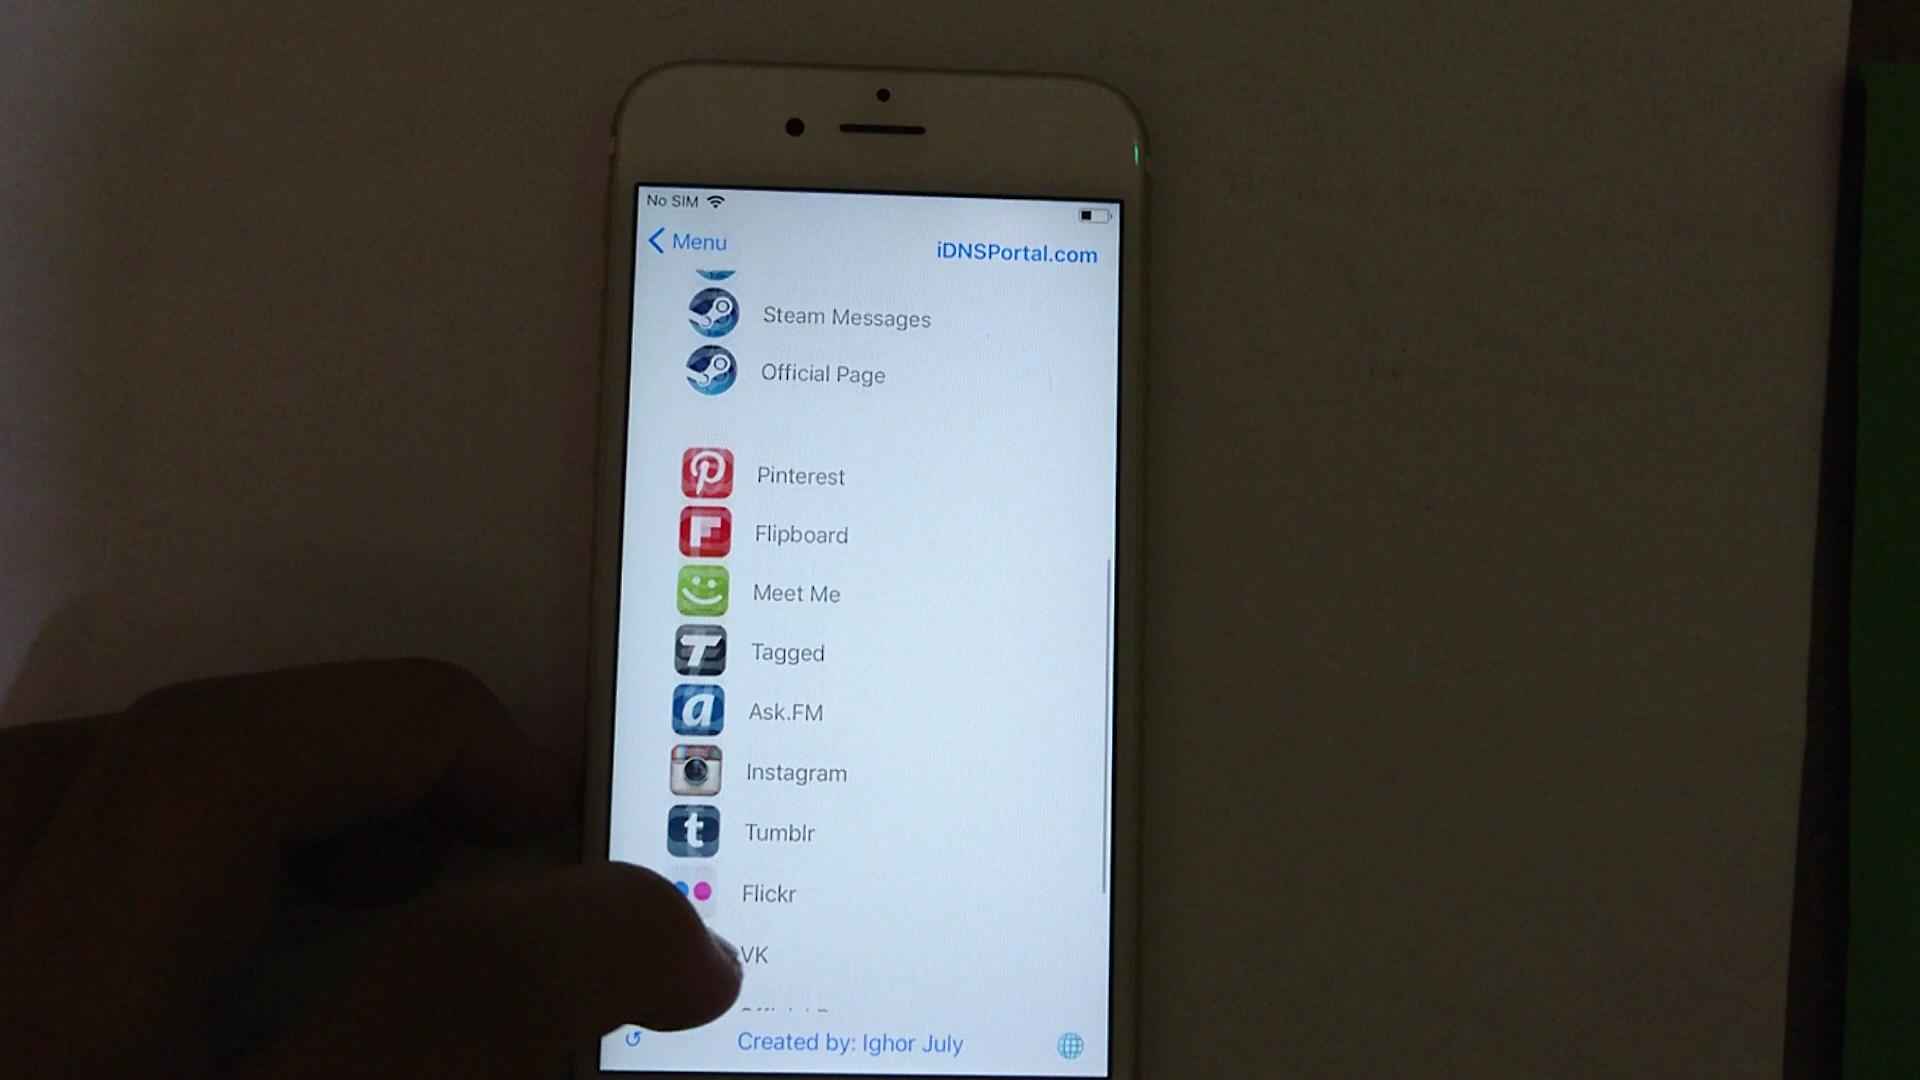 No SIM
Menu
iDNSPortal.com
Steam Messages
Official Page
Pinterest
Flipboard
Meet Me
Tagged
Ask.FM
Instagram
Tumblr
Flickr
VK
Created by: Ighor July